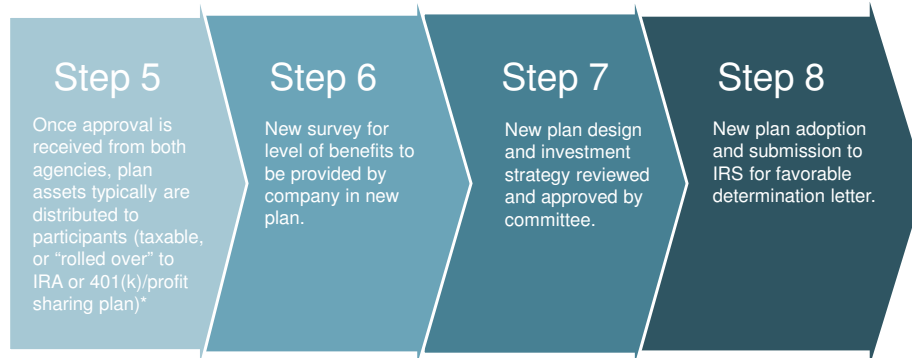 Step 5
Once approval is
received from both
agencies, plan
assets typically are
distributed to
participants (taxable,
or “rolled over” to
IRA or 401(k)/profit
sharing plan)*
Step 6
New survey for
level of benefits to
be provided by
company in new
plan.
Step 7
New plan design
and investment
strategy reviewed
and approved by
committee.
Step 8
New plan adoption
and submission to
IRS for favorable
determination letter.